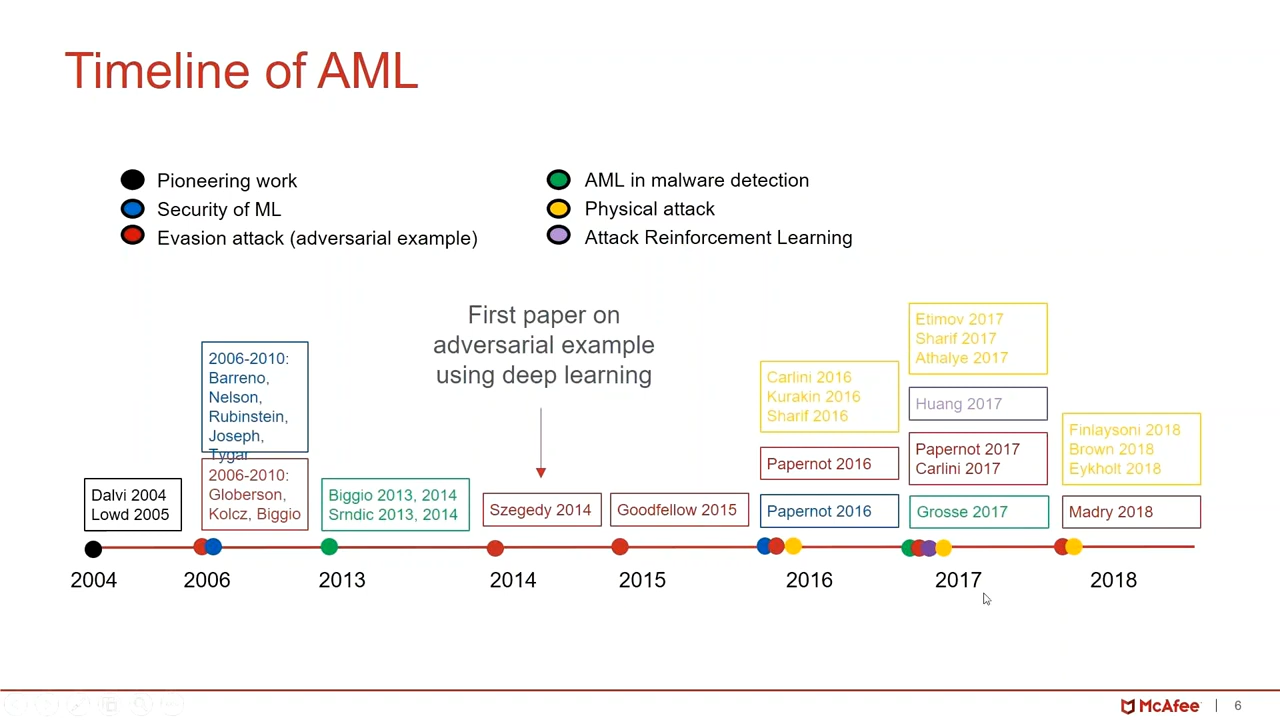 Timeline of AML
Pioneering work
Security of ML
Evasion attack (adversarial example)
AML in malware detection
Physical attack
Attack Reinforcement Learning
First paper on
adversarial example
using deep learning
Dalvi 2004
Lowd 2005
2006-2010:
Barreno,
Nelson,
Rubinstein,
Joseph,
Tygar
2006-2010:
Globerson,
Kolcz, Biggio
Biggio 2013, 2014
Srndic 2013, 2014
Szegedy 2014
Goodfellow 2015
Carlini 2016
Kurakin 2016
Sharif 2016
Papernot 2016
Papernot 2016
Etimov 2017
Sharif 2017
Athalye 2017
Huang 2017
Papernot 2017
Carlini 2017
Grosse 2017
Finlaysoni 2018
Brown 2018
Eykholt 2018
Madry 2018
2004
2006
2013
2014
2015
2016
2017
2018
McAfee | 6